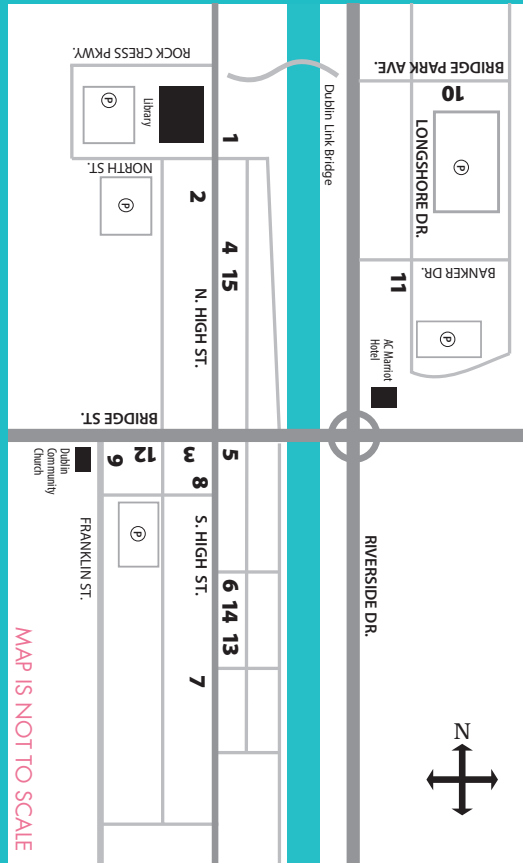 ROCK CRESS PKWY.
BRIDGE PARK AVE.
P
Library
Dublin Link Bridge
10
LONGSHORE DR.
P
1
NORTH ST.
P
2
4
15
N. HIGH ST.
11
BANKER DR.
P
AC Marriot
Hotel
BRIDGE ST.
Dublin
Community
Church
9
12
3
8
5
P
FRANKLIN ST.
S. HIGH ST.
RIVERSIDE DR.
6
14
13
7
N
MAP IS NOT TO SCALE